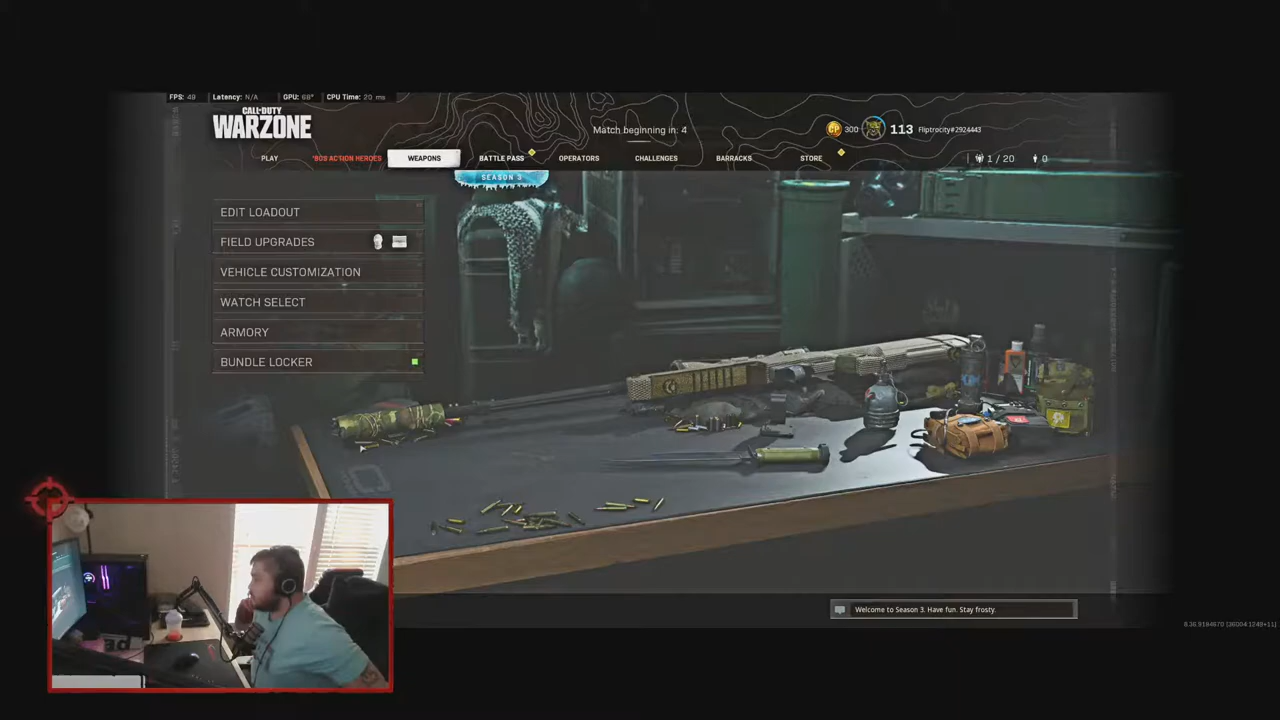 FPS: 49 Latency: N/A GPU: 68° CPU Time: 20 ms
CALL OF DUTY
WARZONE
Match beginning in: 4
CP 300 113 Fliptrocity#2924443
PLAY '80S ACTION HEROES WEAPONS BATTLE PASS OPERATORS CHALLENGES BARRACKS STORE 1 / 20 0
SEASON 3
EDIT LOADOUT
FIELD UPGRADES
VEHICLE CUSTOMIZATION
WATCH SELECT
ARMORY
BUNDLE LOCKER
Welcome to Season 3. Have fun. Stay frosty.